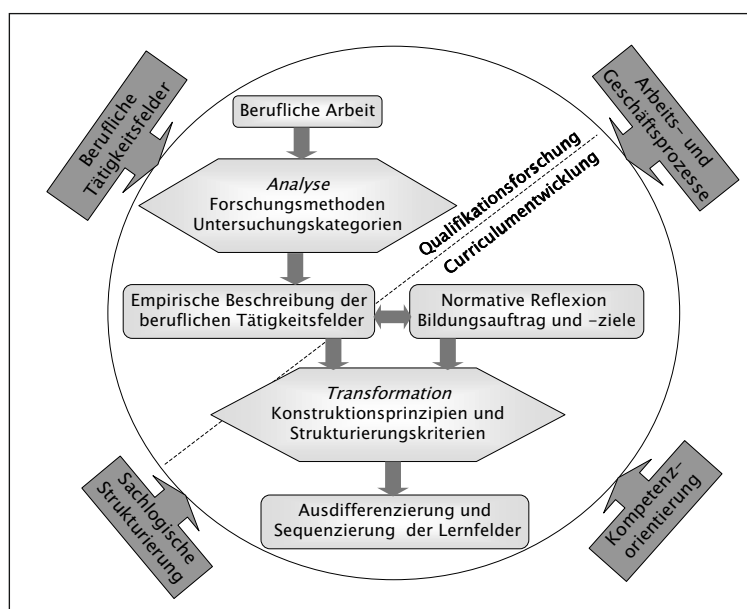 Berufliche
Tätigkeitsfelder
Arbeits- und
Geschäftsprozesse
Berufliche Arbeit
Analyse
Forschungsmethoden
Untersuchungskategorien
Qualifikationsforschung
Curriculumentwicklung
Empirische Beschreibung der
beruflichen Tätigkeitsfelder
Normative Reflexion
Bildungsauftrag und -ziele
Transformation
Konstruktionsprinzipien und
Strukturierungskriterien
Ausdifferenzierung und
Sequenzierung der Lernfelder
Sachlogische
Strukturierung
Kompetenz-
orientierung